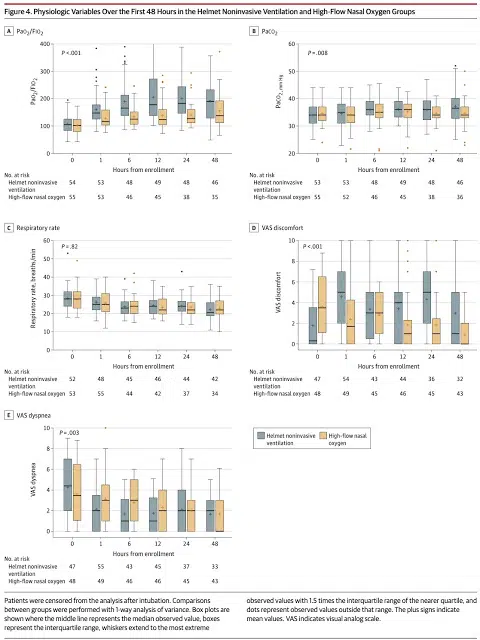 Figure 4. Physiologic Variables Over the First 48 Hours in the Helmet Noninvasive Ventilation and High-Flow Nasal Oxygen Groups
A PaO2/FIO2
P<.001
PaO2/FIO2
400
300
200
100
0
0 1 6 12 24 48
Hours from enrollment
No. at risk
Helmet noninvasive ventilation 54 53 48 49 48 46
High-flow nasal oxygen 55 53 46 45 38 35
B PaCO2
P=.008
PaCO2, mm Hg
60
50
40
30
20
0 1 6 12 24 48
Hours from enrollment
No. at risk
Helmet noninvasive ventilation 53 53 48 49 48 46
High-flow nasal oxygen 55 52 46 45 38 36
C Respiratory rate
P=.82
Respiratory rate, breaths/min
60
50
40
30
20
10
0
0 1 6 12 24 48
Hours from enrollment
No. at risk
Helmet noninvasive ventilation 52 48 45 46 44 42
High-flow nasal oxygen 53 55 44 42 37 34
D VAS discomfort
P<.001
VAS discomfort
10
8
6
4
2
0
0 1 6 12 24 48
Hours from enrollment
No. at risk
Helmet noninvasive ventilation 47 54 43 44 36 32
High-flow nasal oxygen 48 49 45 46 45 43
E VAS dyspnea
P=.003
VAS dyspnea
10
8
6
4
2
0
0 1 6 12 24 48
Hours from enrollment
No. at risk
Helmet noninvasive ventilation 47 55 43 45 37 33
High-flow nasal oxygen 48 49 46 46 45 43
Helmet noninvasive ventilation
High-flow nasal oxygen
Patients were censored from the analysis after intubation. Comparisons
between groups were performed with 1-way analysis of variance. Box plots are
shown where the middle line represents the median observed value, boxes
represent the interquartile range, whiskers extend to the most extreme
observed values with 1.5 times the interquartile range of the nearer quartile, and
dots represent observed values outside that range. The plus signs indicate
mean values. VAS indicates visual analog scale.